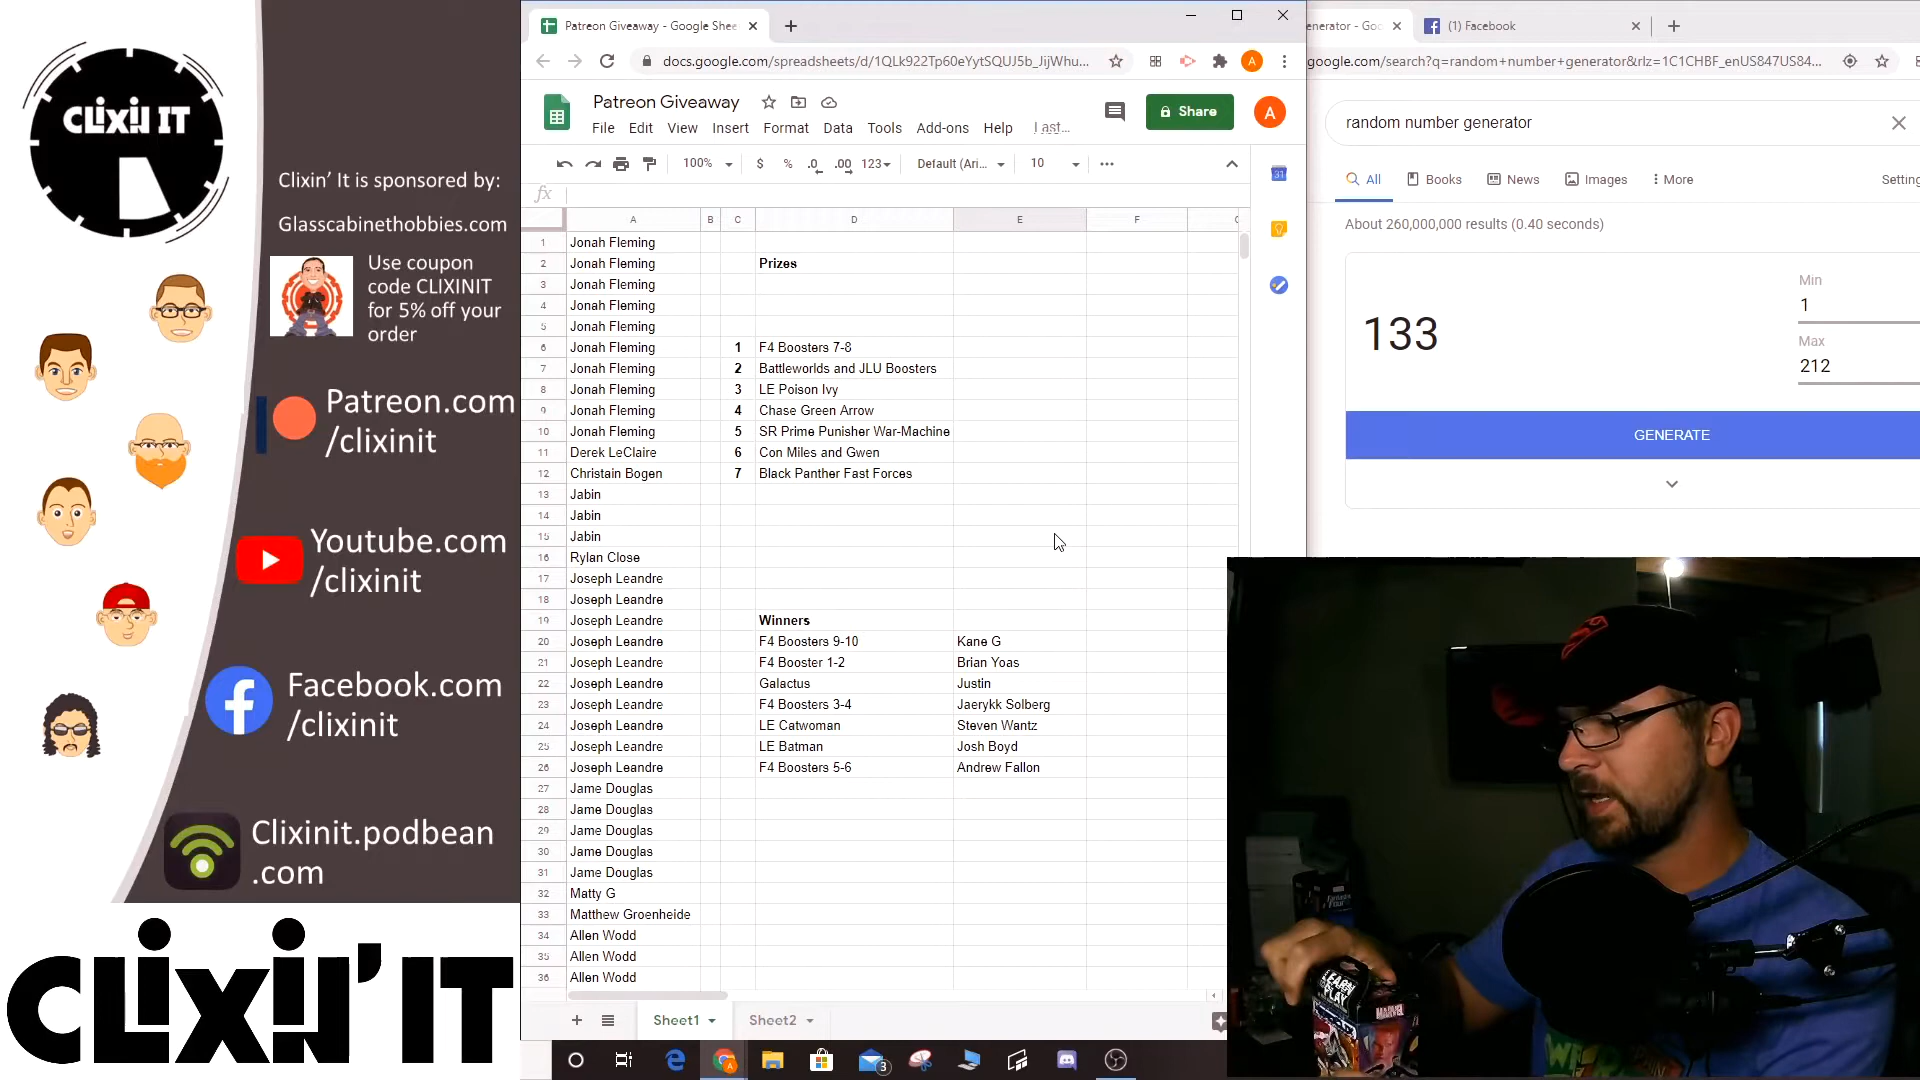 CLIXIN IT
Clixin’ It is sponsored by:
Glasscabinethobbies.com
Use coupon
code CLIXINIT
for 5% off your
order
Patreon.com
/clixinit
Youtube.com
/clixinit
Facebook.com
/clixinit
Clixinit.podbean
.com
CLIXIN’ IT
Patreon Giveaway - Google Shee
docs.google.com/spreadsheets/d/1QLk922Tp60eYytSQUJ5b_JijWhu...
Patreon Giveaway
File Edit View Insert Format Data Tools Add-ons Help Last...
Share
A
A
100% $ % .0 .00 123 Default (Ari... 10
fx
A B C D E F
1 Jonah Fleming
2 Jonah Fleming Prizes
3 Jonah Fleming
4 Jonah Fleming
5 Jonah Fleming
6 Jonah Fleming 1 F4 Boosters 7-8
7 Jonah Fleming 2 Battleworlds and JLU Boosters
8 Jonah Fleming 3 LE Poison Ivy
9 Jonah Fleming 4 Chase Green Arrow
10 Jonah Fleming 5 SR Prime Punisher War-Machine
11 Derek LeClaire 6 Con Miles and Gwen
12 Christain Bogen 7 Black Panther Fast Forces
13 Jabin
14 Jabin
15 Jabin
16 Rylan Close
17 Joseph Leandre
18 Joseph Leandre
19 Joseph Leandre Winners
20 Joseph Leandre F4 Boosters 9-10 Kane G
21 Joseph Leandre F4 Booster 1-2 Brian Yoas
22 Joseph Leandre Galactus Justin
23 Joseph Leandre F4 Boosters 3-4 Jaerykk Solberg
24 Joseph Leandre LE Catwoman Steven Wantz
25 Joseph Leandre LE Batman Josh Boyd
26 Joseph Leandre F4 Boosters 5-6 Andrew Fallon
27 Jame Douglas
28 Jame Douglas
29 Jame Douglas
30 Jame Douglas
31 Jame Douglas
32 Matty G
33 Matthew Groenheide
34 Allen Wodd
35 Allen Wodd
36 Allen Wodd
Sheet1 Sheet2
31
3
enerator - Goo
(1) Facebook
google.com/search?q=random+number+generator&rlz=1C1CHBF_enUS847US84...
random number generator
All Books News Images More Setting
About 260,000,000 results (0.40 seconds)
133
Min
1
Max
212
GENERATE
LEARN
PLAY
MARVEL